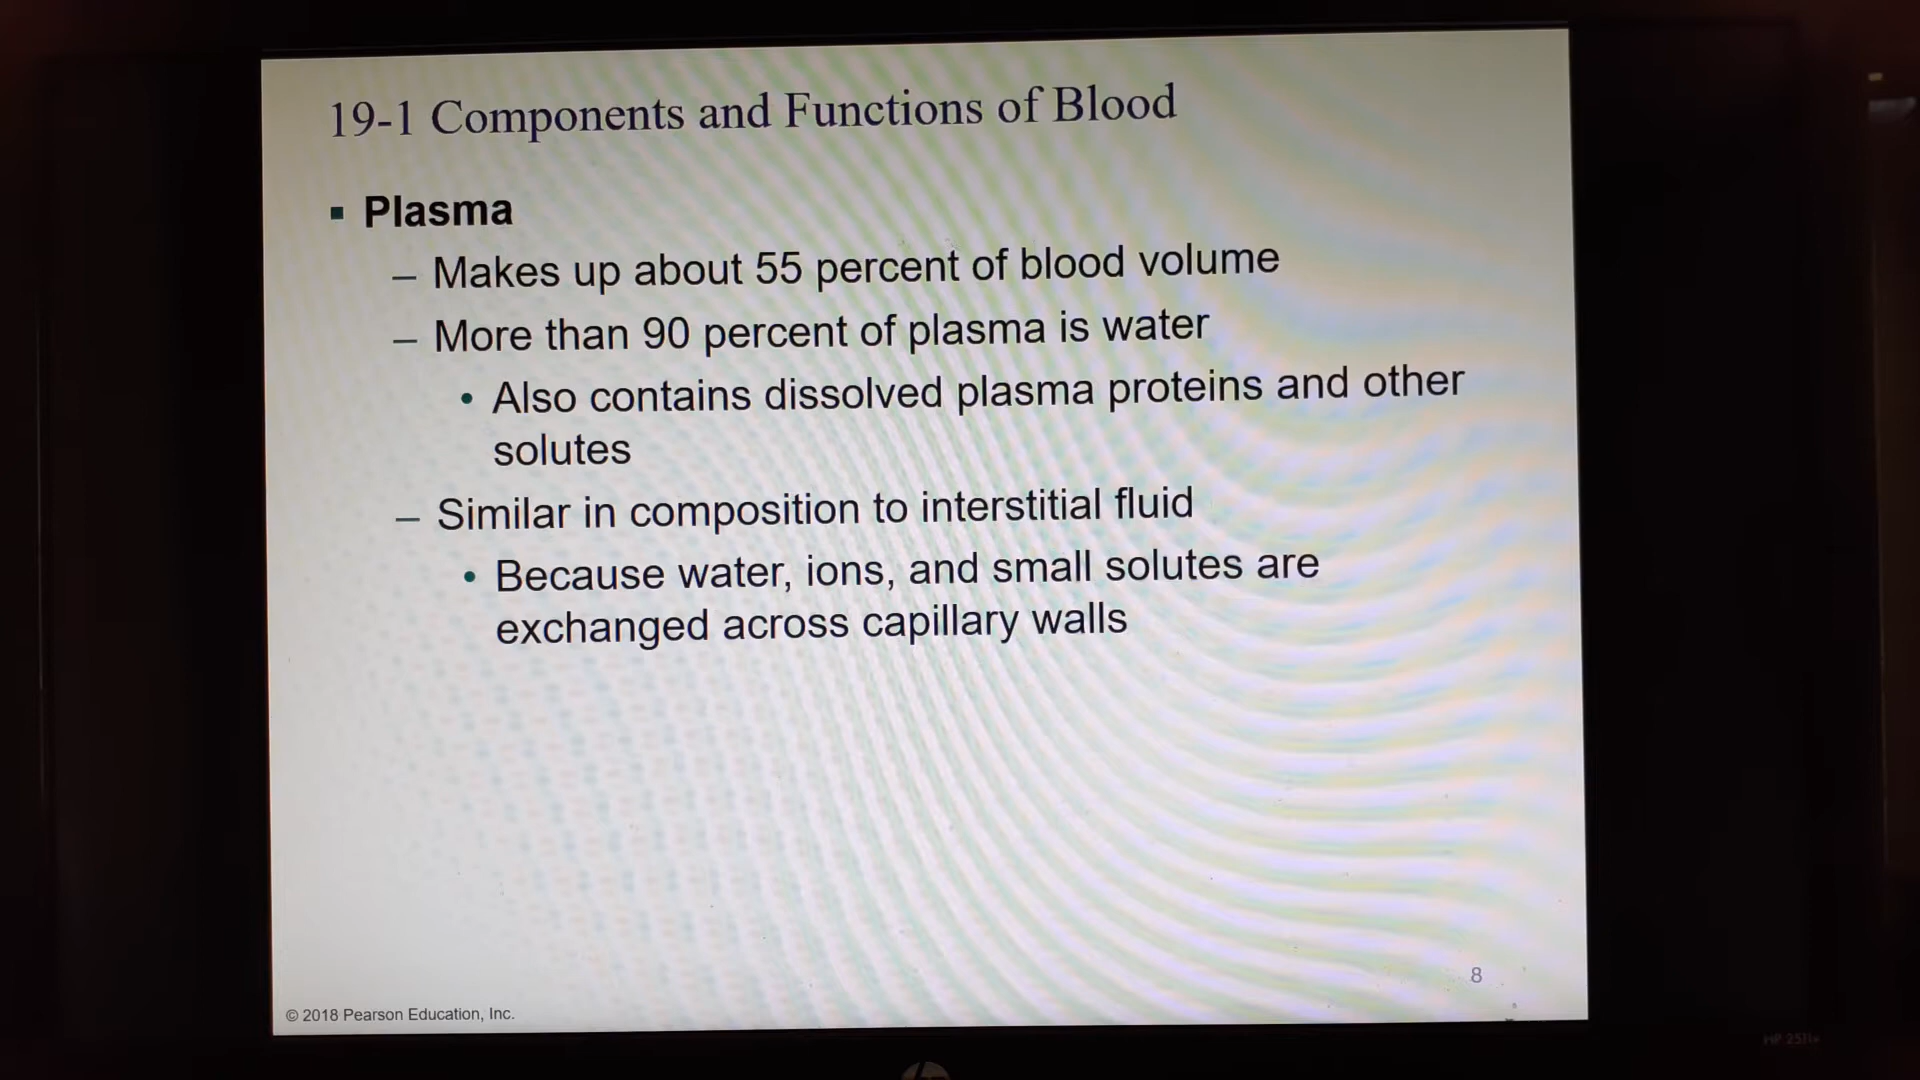 19-1 Components and Functions of Blood
▪ Plasma
– Makes up about 55 percent of blood volume
– More than 90 percent of plasma is water
• Also contains dissolved plasma proteins and other
solutes
– Similar in composition to interstitial fluid
• Because water, ions, and small solutes are
exchanged across capillary walls
8
© 2018 Pearson Education, Inc.
hp